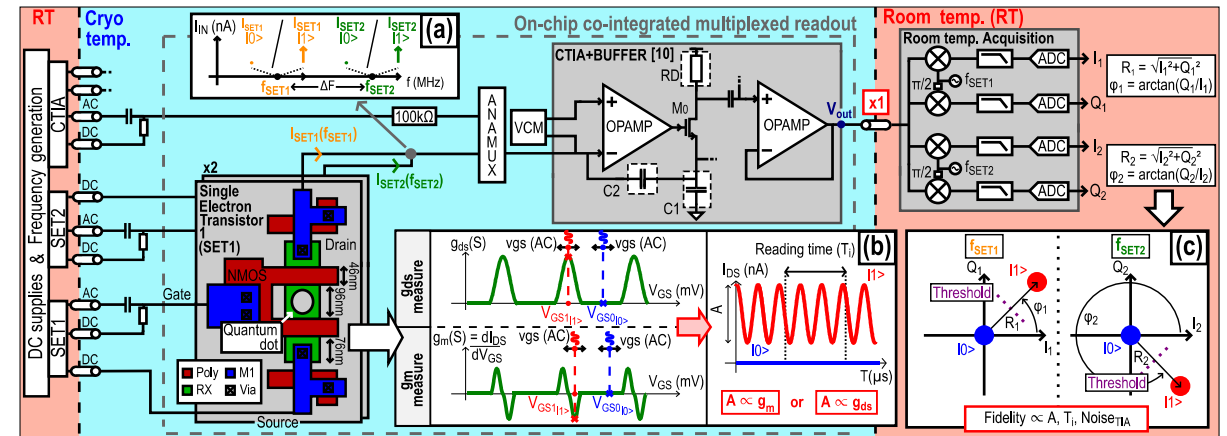 RT
Cryo temp.
On-chip co-integrated multiplexed readout
Room temp. (RT)
DC supplies & Frequency generation
CTIA
SET2
SET1
AC
DC
DC
AC
DC
AC
DC
DC
I_IN (nA)
I_SET1
|0>
I_SET1
|1>
I_SET2
|0>
I_SET2
|1>
(a)
f_SET1
ΔF
f_SET2
f (MHz)
100kΩ
ANAMUX
I_SET1(f_SET1)
I_SET2(f_SET2)
CTIA+BUFFER [10]
VCM
OPAMP
+
−
RD
M0
C2
C1
i
+
−
OPAMP
V_out
x1
Room temp. Acquisition
π/2
f_SET1
ADC
I_1
ADC
Q_1
π/2
f_SET2
ADC
I_2
ADC
Q_2
R_1 = √I_1²+Q_1²
φ_1 = arctan(Q_1/I_1)
R_2 = √I_2²+Q_2²
φ_2 = arctan(Q_2/I_2)
x2
Single
Electron
Transistor
1
(SET1)
Drain
NMOS
46nm
96nm
76nm
Gate
Quantum
dot
Poly
M1
RX
Via
Source
g_ds measure
g_ds(S)
vgs (AC)
vgs (AC)
V_GS (mV)
V_GS1|1>
V_GS0|0>
g_m measure
g_m(S) = dI_DS
dV_GS
vgs (AC)
vgs (AC)
V_GS (mV)
V_GS1|1>
V_GS0|0>
(b)
Reading time (T_i)
I_DS (nA)
|1>
A
|0>
T(µs)
A ∝ g_m or A ∝ g_ds
(c)
f_SET1
Q_1
|1>
Threshold
φ_1
R_1
|0>
I_1
f_SET2
Q_2
I_2
φ_2
|0>
R_2
Threshold
|1>
Fidelity ∝ A, T_i, Noise_TIA